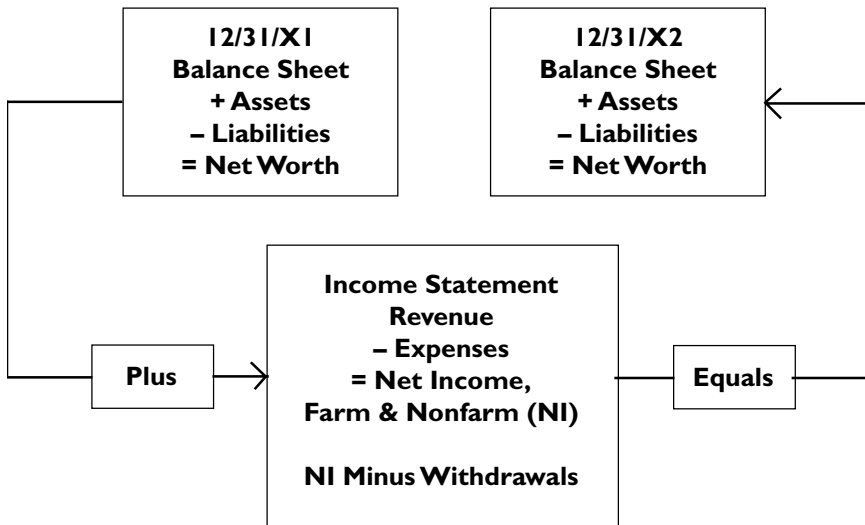 12/31/X1
Balance Sheet
+ Assets
– Liabilities
= Net Worth
12/31/X2
Balance Sheet
+ Assets
– Liabilities
= Net Worth
Plus
Income Statement
Revenue
– Expenses
= Net Income,
Farm & Nonfarm (NI)
NI Minus Withdrawals
Equals